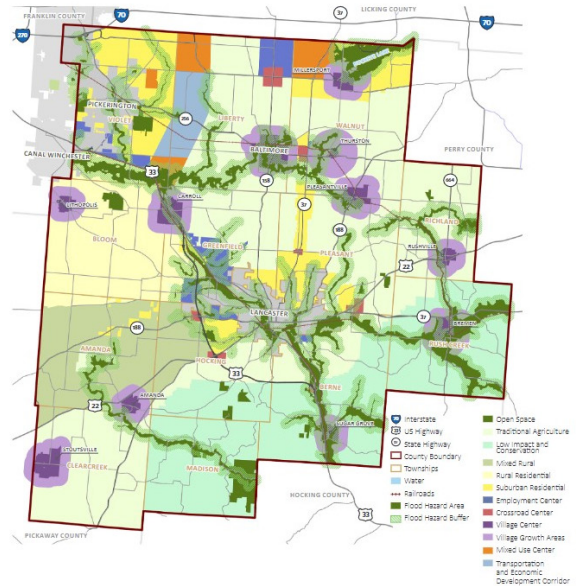 FRANKLIN COUNTY
70
LICKING COUNTY
37
70
270
MILLERSPORT
PICKERINGTON
VIOLET
256
LIBERTY
WALNUT
THURSTON
BALTIMORE
CANAL WINCHESTER
PERRY COUNTY
33
158
PLEASANTVILLE
664
CARROLL
37
LITHOPOLIS
RICHLAND
BLOOM
GREENFIELD
188
RUSHVILLE
PLEASANT
22
LANCASTER
37
188
BREMEN
RUSH CREEK
AMANDA
HOCKING
33
BERNE
22
AMANDA
SUGAR GROVE
STOUTSVILLE
CLEARCREEK
MADISON
HOCKING COUNTY
33
PICKAWAY COUNTY
Interstate
US Highway
State Highway
County Boundary
Townships
Water
Railroads
Flood Hazard Area
Flood Hazard Buffer
Open Space
Traditional Agriculture
Low Impact and
Conservation
Mixed Rural
Rural Residential
Suburban Residential
Employment Center
Crossroad Center
Village Center
Village Growth Areas
Mixed Use Center
Transportation
and Economic
Development Corridor